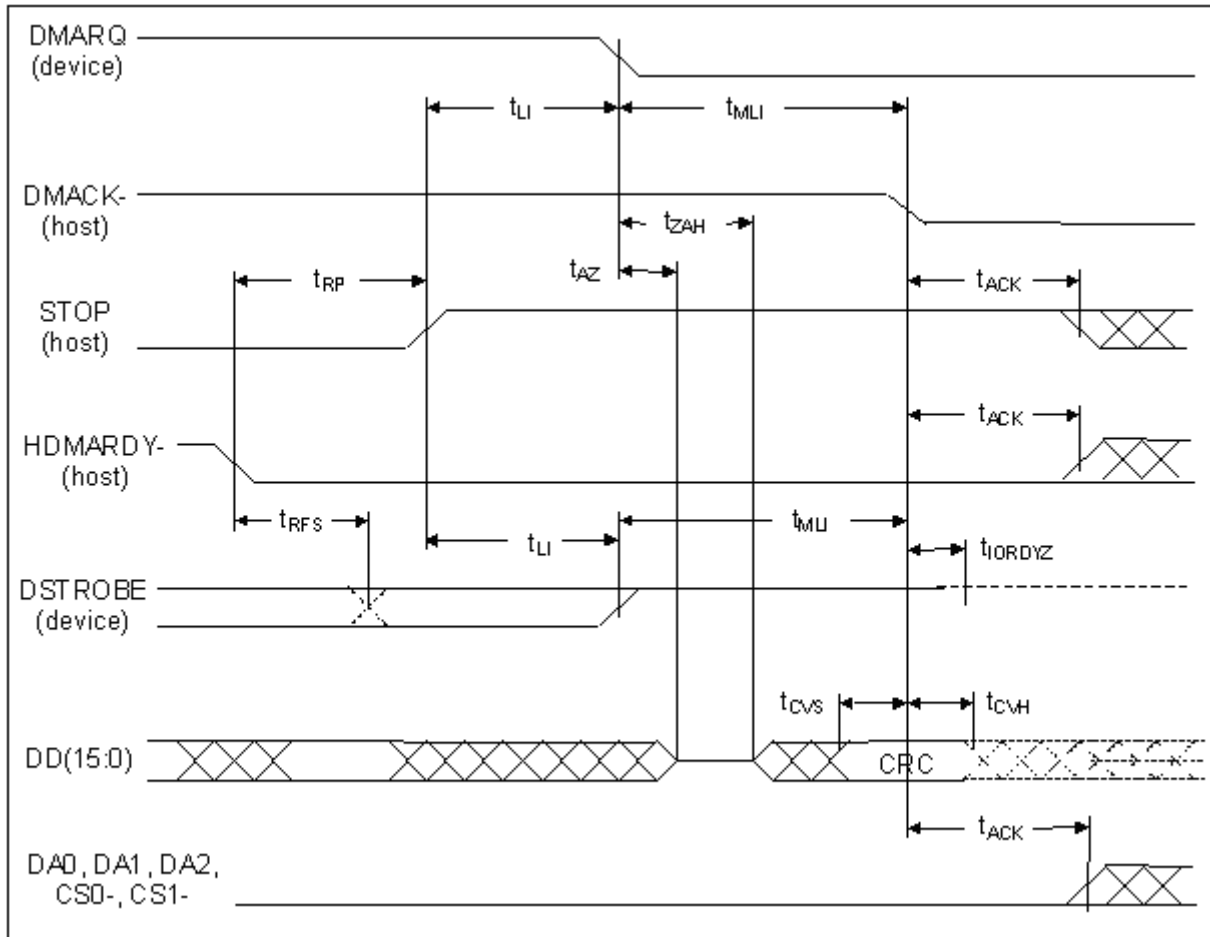 DMARQ
(device)
tLI
tMLI
DMACK-
(host)
tZAH
tAZ
tRP
tACK
STOP
(host)
tACK
HDMARDY-
(host)
tRFS
tLI
tMLI
tIORDYZ
DSTROBE
(device)
tCVS
tCVH
DD(15:0)
CRC
tACK
DA0, DA1, DA2,
CS0-, CS1-